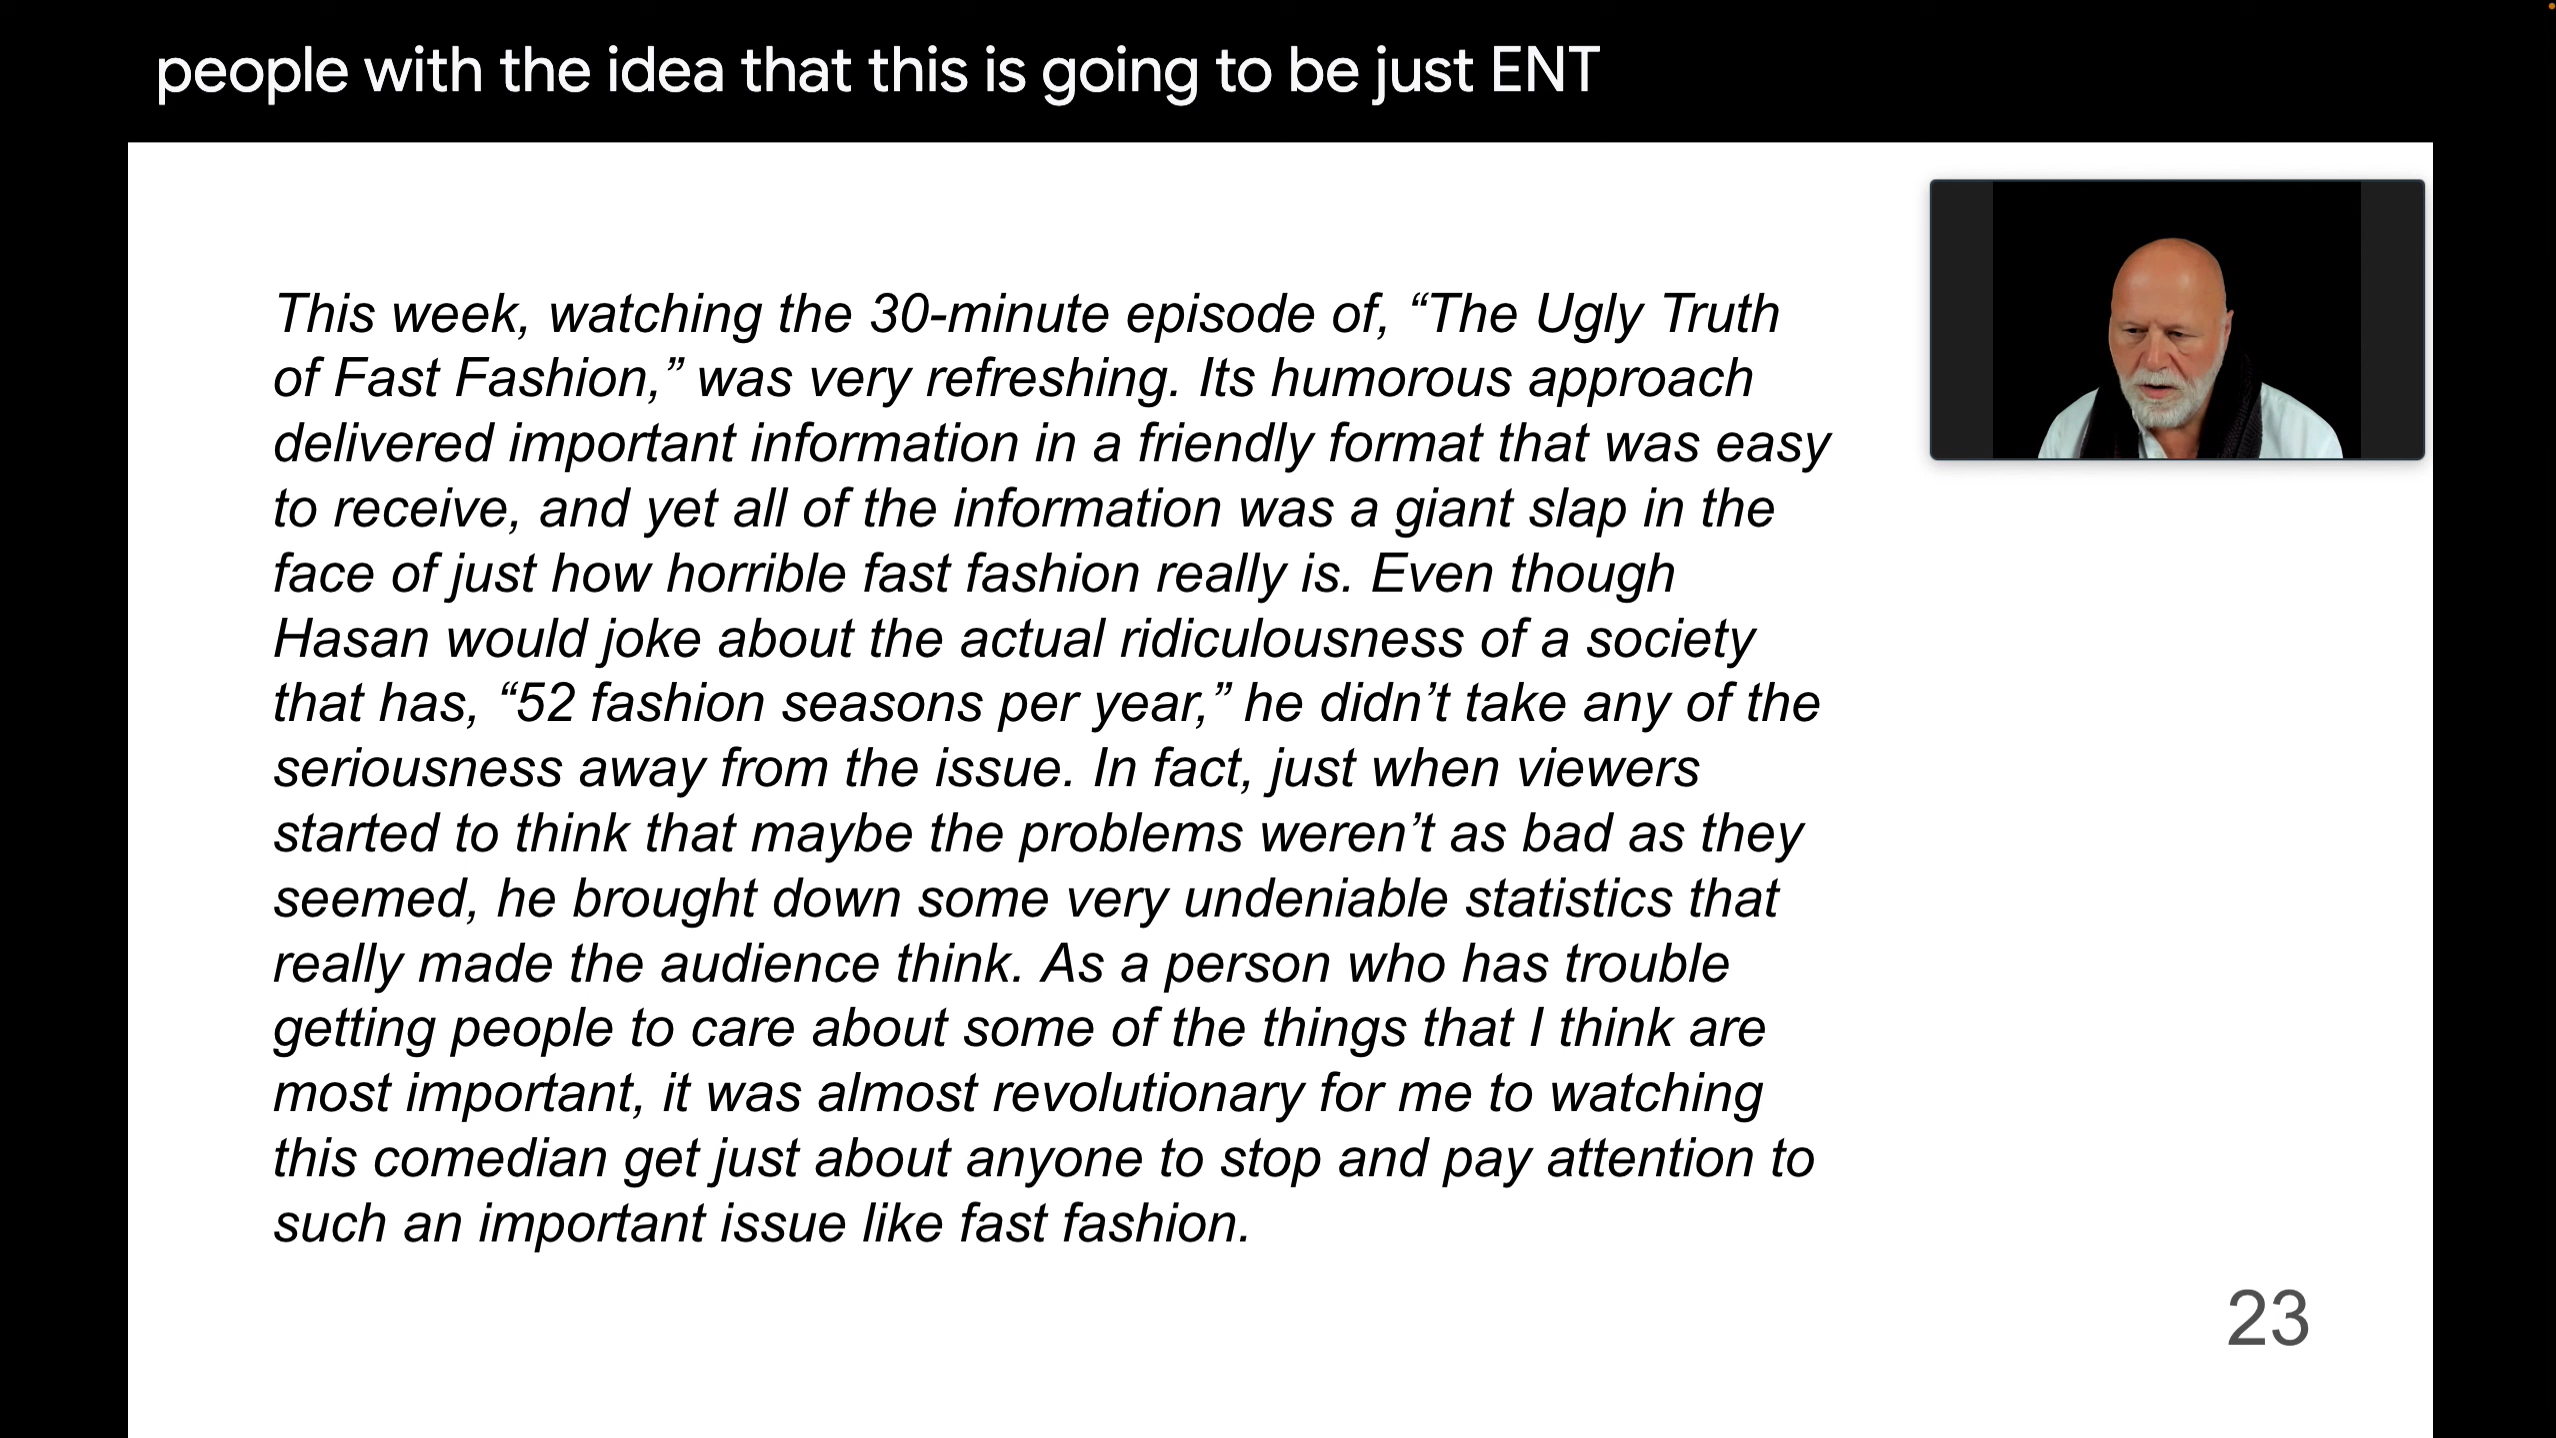 people with the idea that this is going to be just ENT
This week, watching the 30-minute episode of, “The Ugly Truth
of Fast Fashion,” was very refreshing. Its humorous approach
delivered important information in a friendly format that was easy
to receive, and yet all of the information was a giant slap in the
face of just how horrible fast fashion really is. Even though
Hasan would joke about the actual ridiculousness of a society
that has, “52 fashion seasons per year,” he didn’t take any of the
seriousness away from the issue. In fact, just when viewers
started to think that maybe the problems weren’t as bad as they
seemed, he brought down some very undeniable statistics that
really made the audience think. As a person who has trouble
getting people to care about some of the things that I think are
most important, it was almost revolutionary for me to watching
this comedian get just about anyone to stop and pay attention to
such an important issue like fast fashion.
23